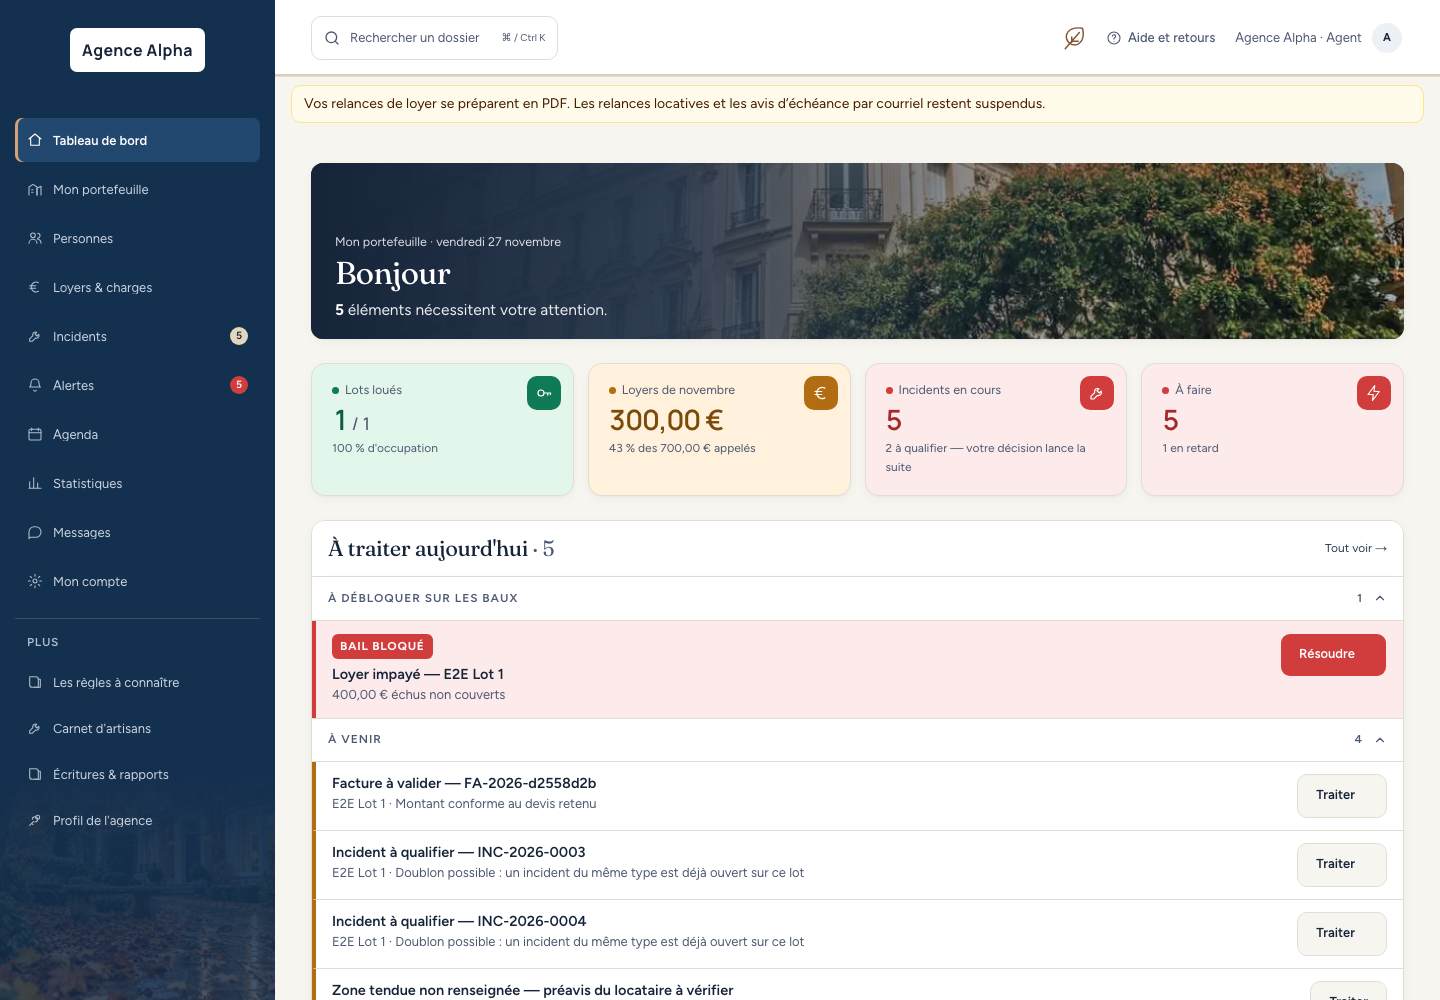 Agence Alpha
Rechercher un dossier
⌘ / Ctrl K
Aide et retours
Agence Alpha · Agent
A
Vos relances de loyer se préparent en PDF. Les relances locatives et les avis d’échéance par courriel restent suspendus.
Tableau de bord
Mon portefeuille
Personnes
Loyers & charges
Incidents
5
Alertes
5
Agenda
Statistiques
Messages
Mon compte
PLUS
Les règles à connaître
Carnet d'artisans
Écritures & rapports
Profil de l'agence
Mon portefeuille · vendredi 27 novembre
Bonjour
5 éléments nécessitent votre attention.
Lots loués
1 / 1
100 % d'occupation
Loyers de novembre
300,00 €
43 % des 700,00 € appelés
Incidents en cours
5
2 à qualifier — votre décision lance la
suite
À faire
5
1 en retard
À traiter aujourd'hui · 5
Tout voir →
À DÉBLOQUER SUR LES BAUX
1
BAIL BLOQUÉ
Loyer impayé — E2E Lot 1
400,00 € échus non couverts
Résoudre
À VENIR
4
Facture à valider — FA-2026-d2558d2b
E2E Lot 1 · Montant conforme au devis retenu
Traiter
Incident à qualifier — INC-2026-0003
E2E Lot 1 · Doublon possible : un incident du même type est déjà ouvert sur ce lot
Traiter
Incident à qualifier — INC-2026-0004
E2E Lot 1 · Doublon possible : un incident du même type est déjà ouvert sur ce lot
Traiter
Zone tendue non renseignée — préavis du locataire à vérifier
Traiter